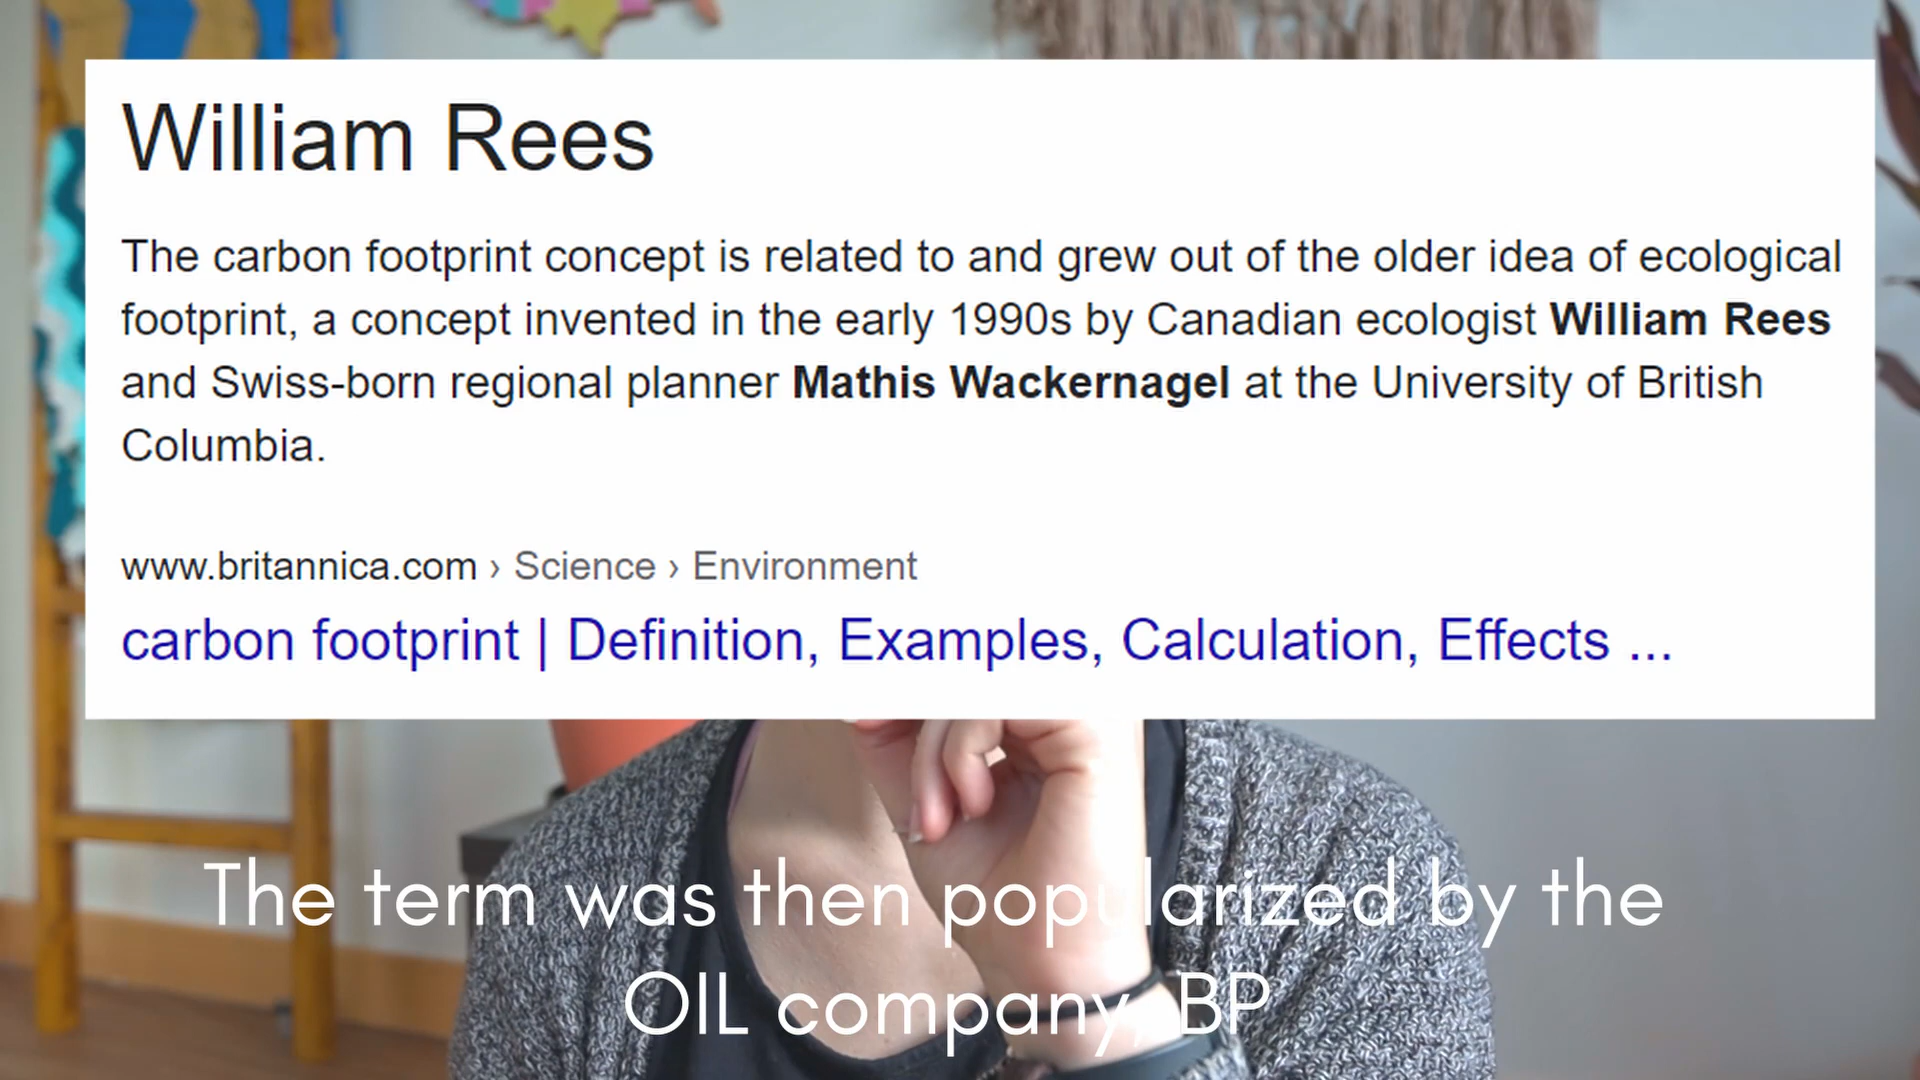 William Rees
The carbon footprint concept is related to and grew out of the older idea of ecological
footprint, a concept invented in the early 1990s by Canadian ecologist William Rees
and Swiss-born regional planner Mathis Wackernagel at the University of British
Columbia.
www.britannica.com › Science › Environment
carbon footprint | Definition, Examples, Calculation, Effects ...
The term was then popularized by the
OIL company, BP